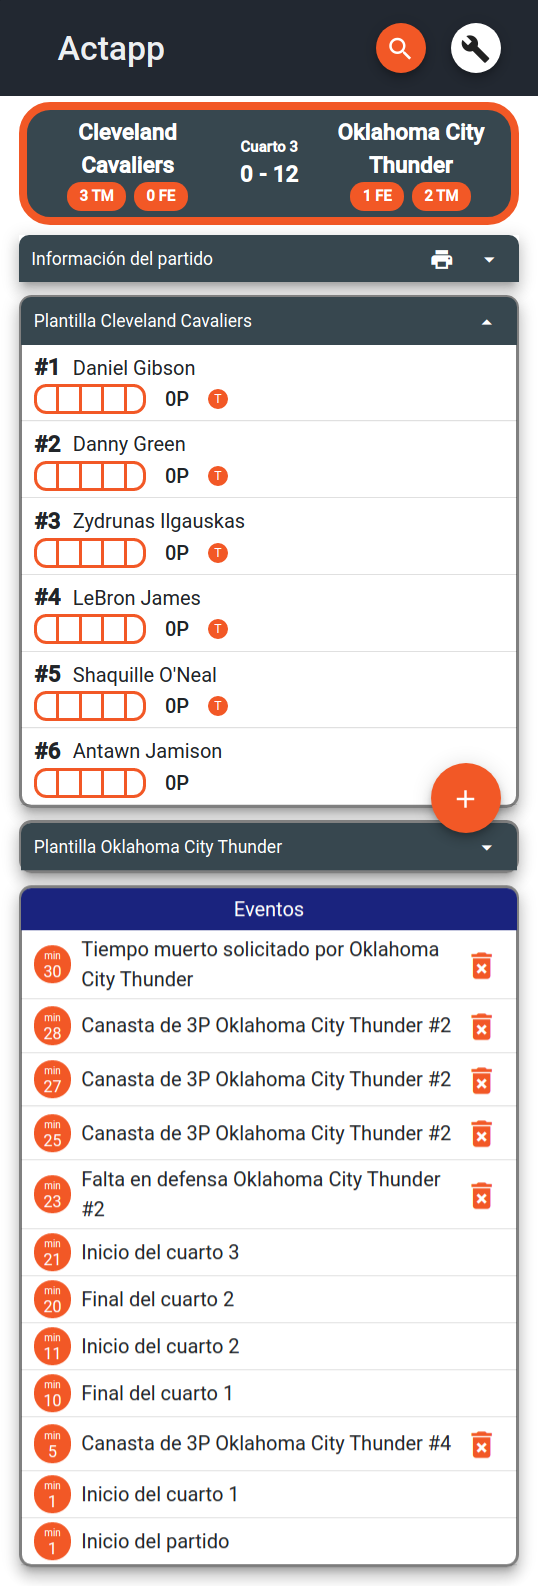 Actapp
Cleveland
Cavaliers
3 TM
0 FE
Cuarto 3
0 - 12
Oklahoma City
Thunder
1 FE
2 TM
Información del partido
Plantilla Cleveland Cavaliers
#1 Daniel Gibson
0P T
#2 Danny Green
0P T
#3 Zydrunas Ilgauskas
0P T
#4 LeBron James
0P T
#5 Shaquille O'Neal
0P T
#6 Antawn Jamison
0P
+
Plantilla Oklahoma City Thunder
Eventos
min
30
Tiempo muerto solicitado por Oklahoma
City Thunder
min
28
Canasta de 3P Oklahoma City Thunder #2
min
27
Canasta de 3P Oklahoma City Thunder #2
min
25
Canasta de 3P Oklahoma City Thunder #2
min
23
Falta en defensa Oklahoma City Thunder
#2
min
21
Inicio del cuarto 3
min
20
Final del cuarto 2
min
11
Inicio del cuarto 2
min
10
Final del cuarto 1
min
5
Canasta de 3P Oklahoma City Thunder #4
min
1
Inicio del cuarto 1
min
1
Inicio del partido